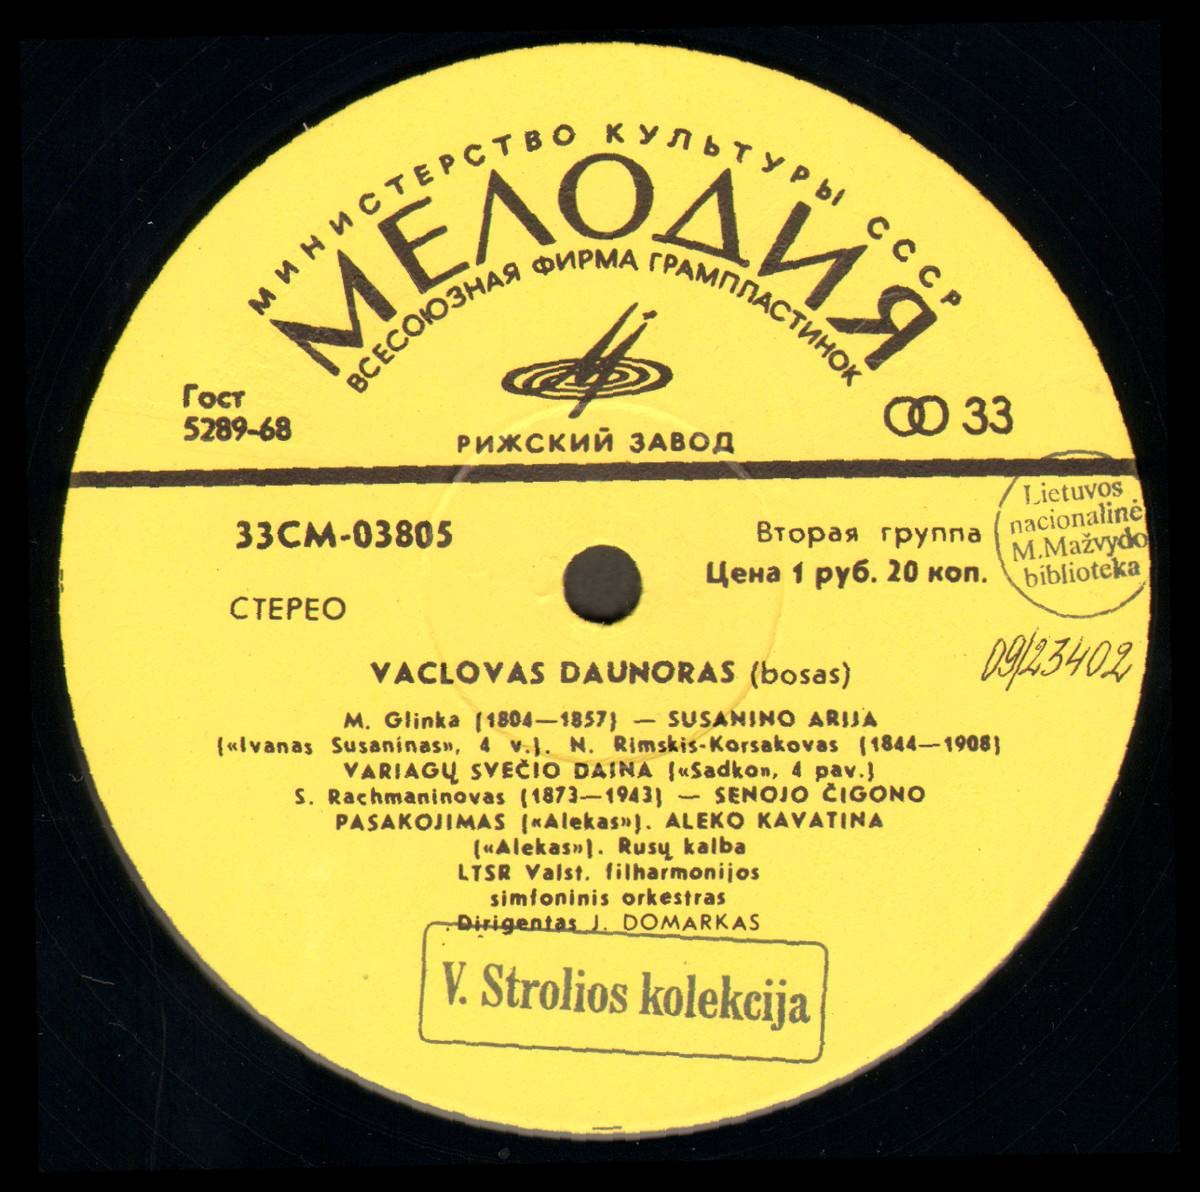 МИНИСТЕРСТВО КУЛЬТУРЫ СССР
МЕЛОДИЯ
ВСЕСОЮЗНАЯ ФИРМА ГРАМПЛАСТИНОК
Гост
5289-68
33
РИЖСКИЙ ЗАВОД
33СМ-03805
СТЕРЕО
Вторая группа
Цена 1 руб. 20 коп.
Lietuvos
nacionalinė
M.Mažvydo
biblioteka
09/23402
VACLOVAS DAUNORAS (bosas)
M. Glinka (1804—1857) — SUSANINO ARIJA
(«Ivanas Susaninas», 4 v.). N. Rimskis-Korsakovas (1844—1908)
VARIAGŲ SVEČIO DAINA («Sadko», 4 pav.)
S. Rachmaninovas (1873—1943) — SENOJO ČIGONO
PASAKOJIMAS («Alekas»). ALEKO KAVATINA
(«Alekas»). Rusų kalba
LTSR Valst. filharmonijos
simfoninis orkestras
Dirigentas J. DOMARKAS
V. Strolios kolekcija